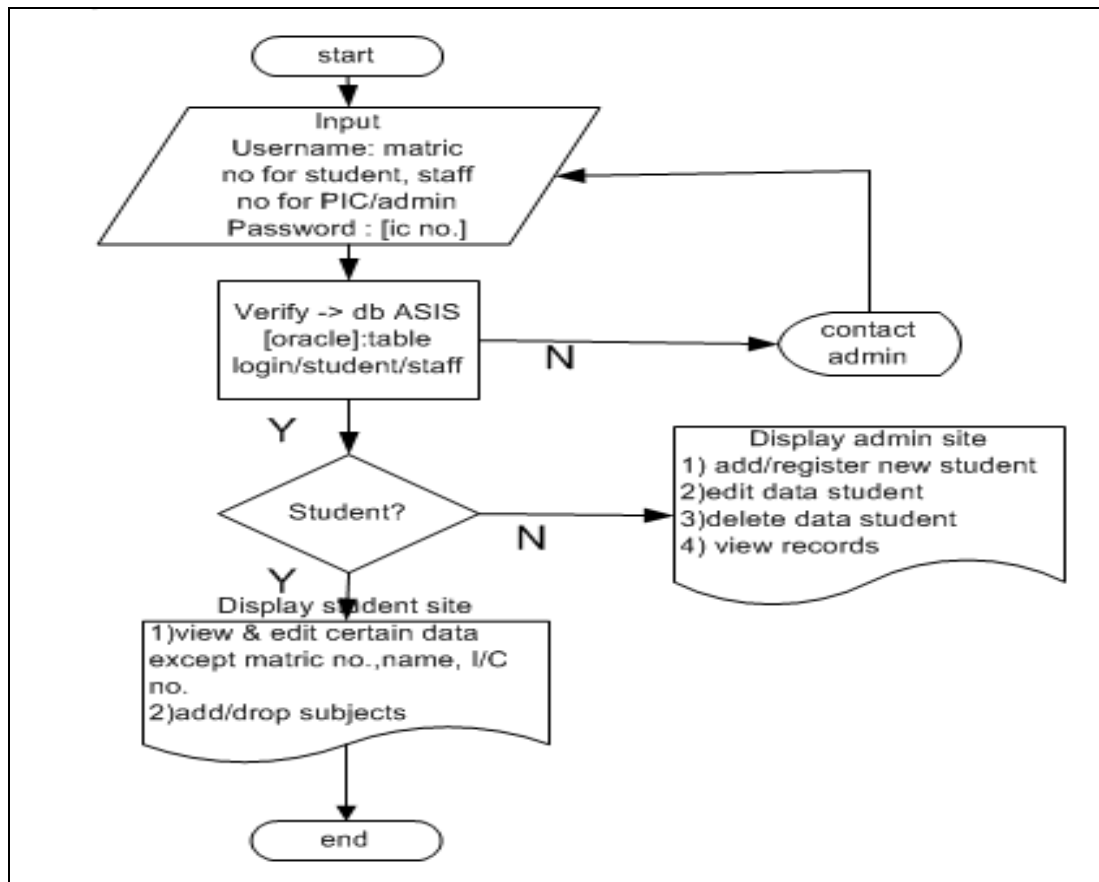 start
Input
Username: matric
no for student, staff
no for PIC/admin
Password : [ic no.]
Verify -> db ASIS
[oracle]:table
login/student/staff
N
contact
admin
Y
Student?
N
Display admin site
1) add/register new student
2)edit data student
3)delete data student
4) view records
Y
Display student site
1)view & edit certain data
except matric no.,name, I/C
no.
2)add/drop subjects
end